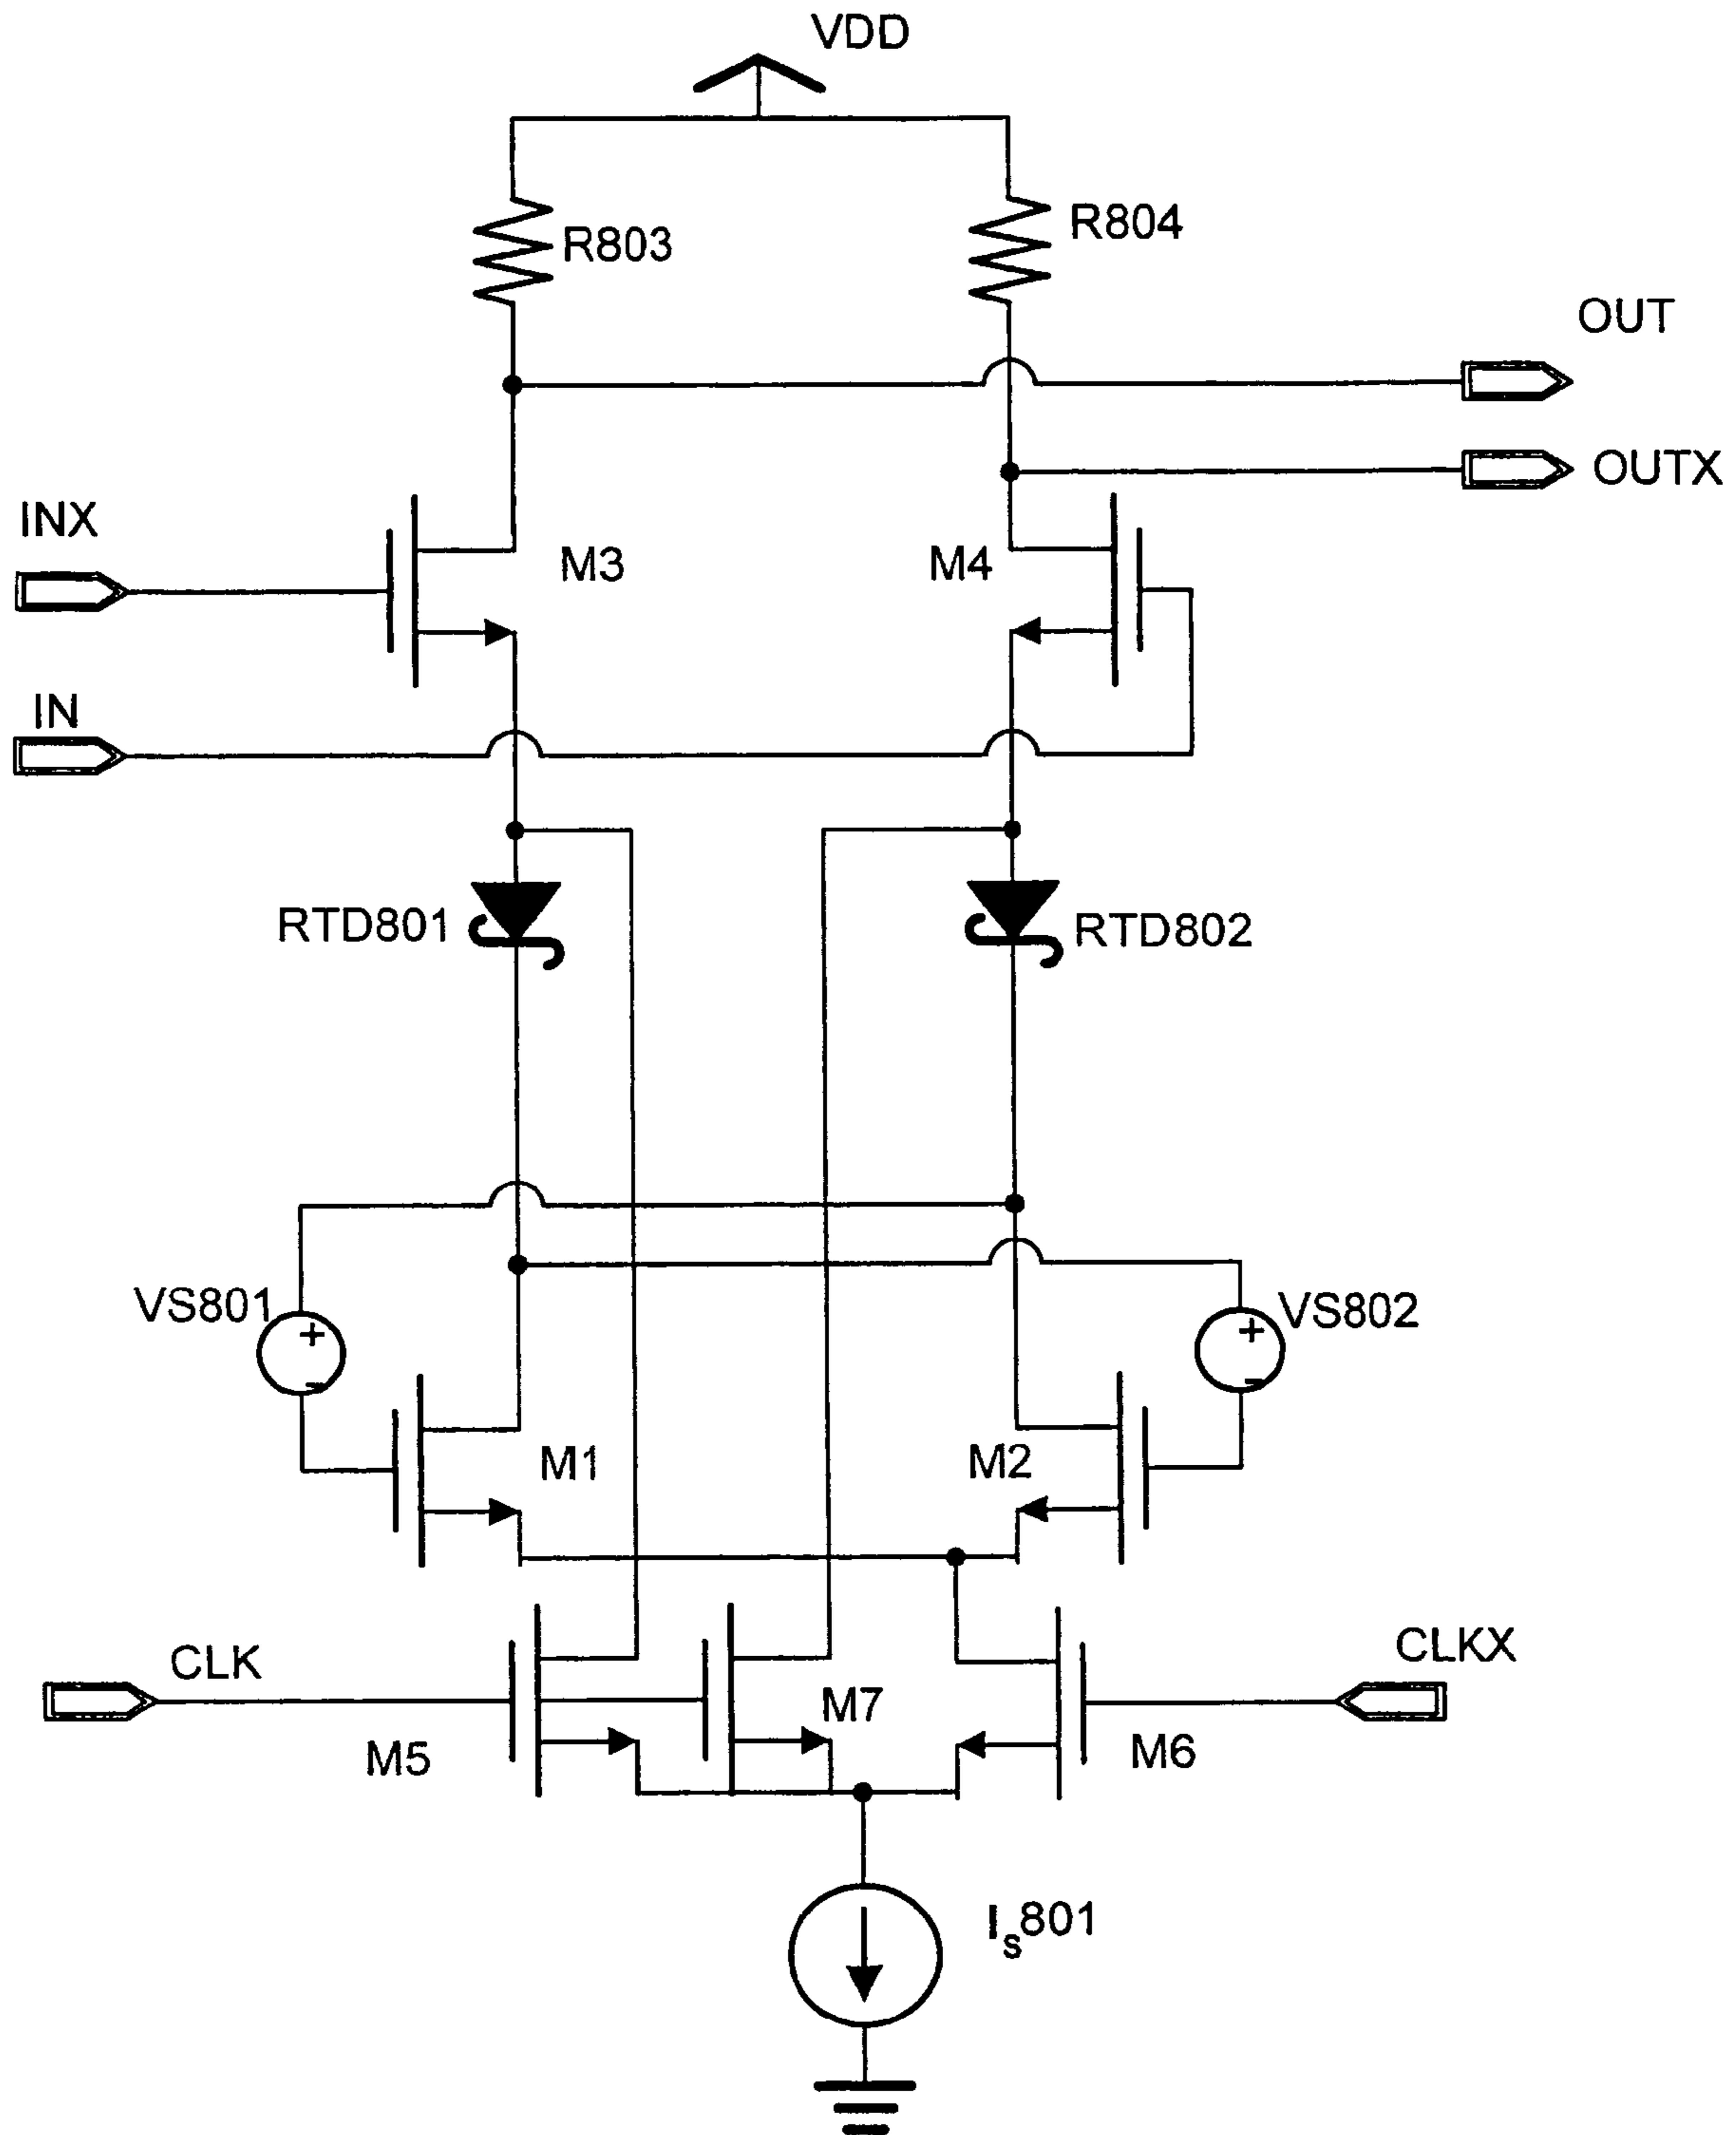 VDD
R803
R804
OUT
OUTX
INX
M3
M4
IN
RTD801
RTD802
VS801
+
-
VS802
+
-
M1
M2
CLK
CLKX
M5
M7
M6
Is801